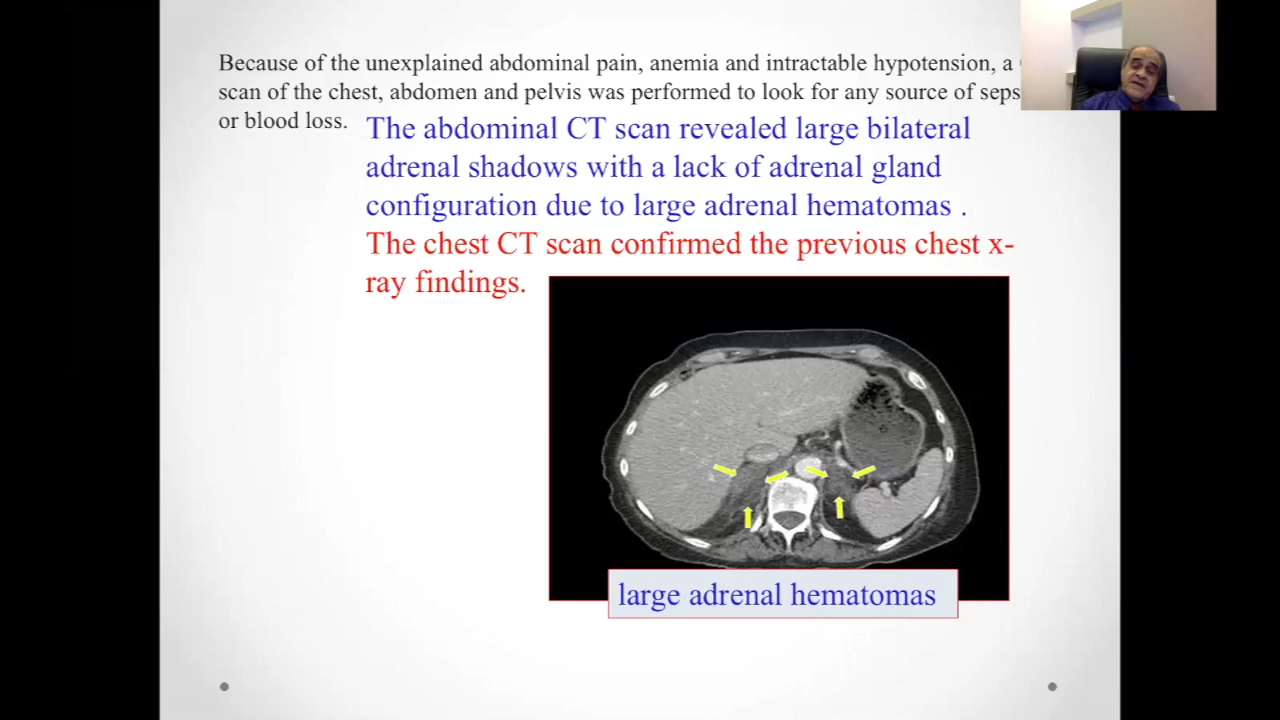 Because of the unexplained abdominal pain, anemia and intractable hypotension, a
scan of the chest, abdomen and pelvis was performed to look for any source of seps
or blood loss.
The abdominal CT scan revealed large bilateral
adrenal shadows with a lack of adrenal gland
configuration due to large adrenal hematomas .
The chest CT scan confirmed the previous chest x-
ray findings.
large adrenal hematomas